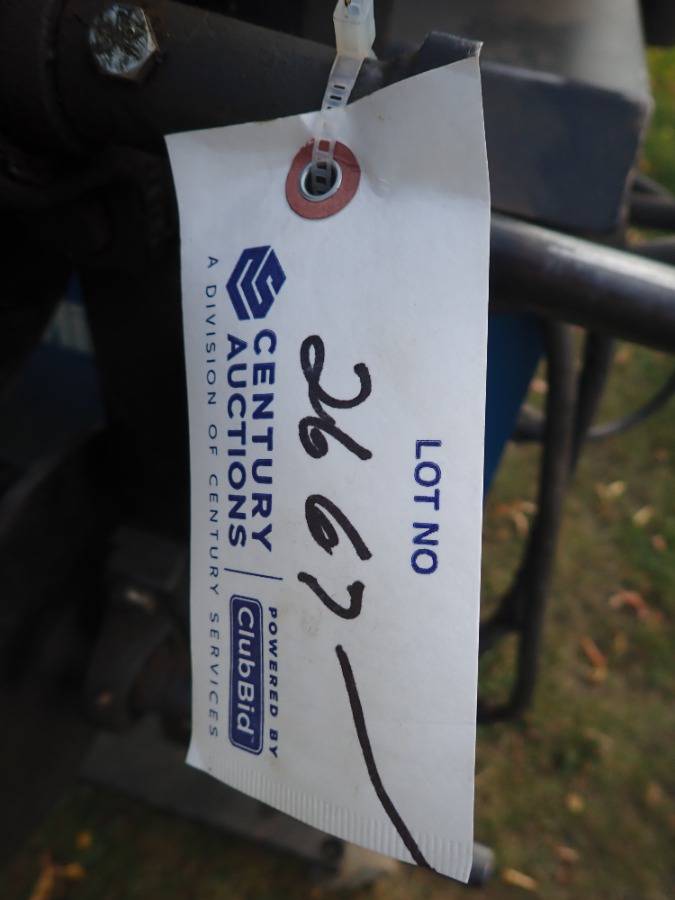 LOT NO
2667
CENTURY
AUCTIONS
POWERED BY
ClubBid
A DIVISION OF CENTURY SERVICES